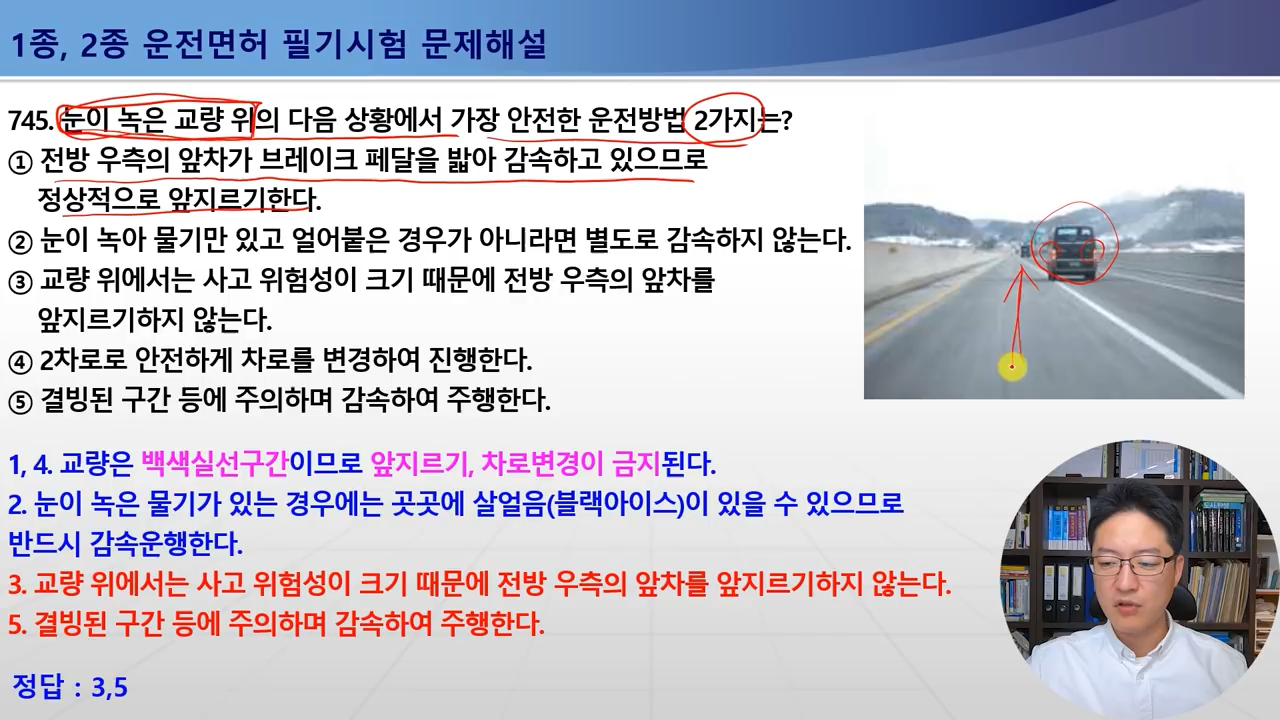 1종, 2종 운전면허 필기시험 문제해설
745. 눈이 녹은 교량 위의 다음 상황에서 가장 안전한 운전방법 2가지는?
① 전방 우측의 앞차가 브레이크 페달을 밟아 감속하고 있으므로
정상적으로 앞지르기한다.
② 눈이 녹아 물기만 있고 얼어붙은 경우가 아니라면 별도로 감속하지 않는다.
③ 교량 위에서는 사고 위험성이 크기 때문에 전방 우측의 앞차를
앞지르기하지 않는다.
④ 2차로로 안전하게 차로를 변경하여 진행한다.
⑤ 결빙된 구간 등에 주의하며 감속하여 주행한다.
1, 4. 교량은 백색실선구간이므로 앞지르기, 차로변경이 금지된다.
2. 눈이 녹은 물기가 있는 경우에는 곳곳에 살얼음(블랙아이스)이 있을 수 있으므로
반드시 감속운행한다.
3. 교량 위에서는 사고 위험성이 크기 때문에 전방 우측의 앞차를 앞지르기하지 않는다.
5. 결빙된 구간 등에 주의하며 감속하여 주행한다.
정답 : 3,5